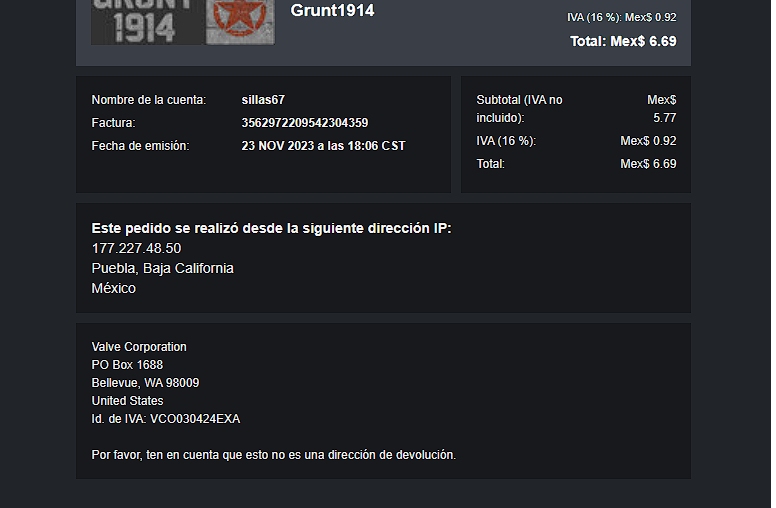 GRUNT
1914
Grunt1914
IVA (16 %): Mex$ 0.92
Total: Mex$ 6.69
Nombre de la cuenta: sillas67
Factura: 3562972209542304359
Fecha de emisión: 23 NOV 2023 a las 18:06 CST
Subtotal (IVA no incluido): Mex$ 5.77
IVA (16 %): Mex$ 0.92
Total: Mex$ 6.69
Este pedido se realizó desde la siguiente dirección IP:
177.227.48.50
Puebla, Baja California
México
Valve Corporation
PO Box 1688
Bellevue, WA 98009
United States
Id. de IVA: VCO030424EXA
Por favor, ten en cuenta que esto no es una dirección de devolución.